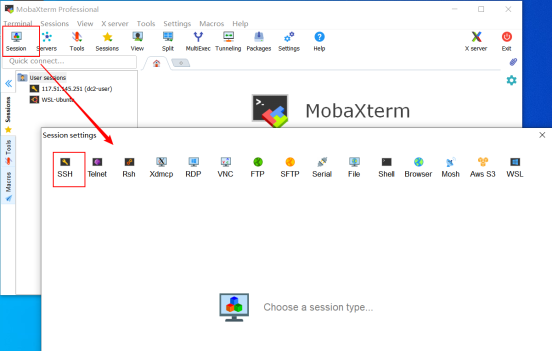 MobaXterm Professional
Terminal Sessions View X server Tools Settings Macros Help
Session Servers Tools Sessions View Split MultiExec Tunneling Packages Settings Help X server Exit
Quick connect...
User sessions
117.51.145.251 (dc2-user)
WSL-Ubuntu
Sessions
Tools
Macros
MobaXterm
Session settings
SSH Telnet Rsh Xdmcp RDP VNC FTP SFTP Serial File Shell Browser Mosh Aws S3 WSL
Choose a session type...